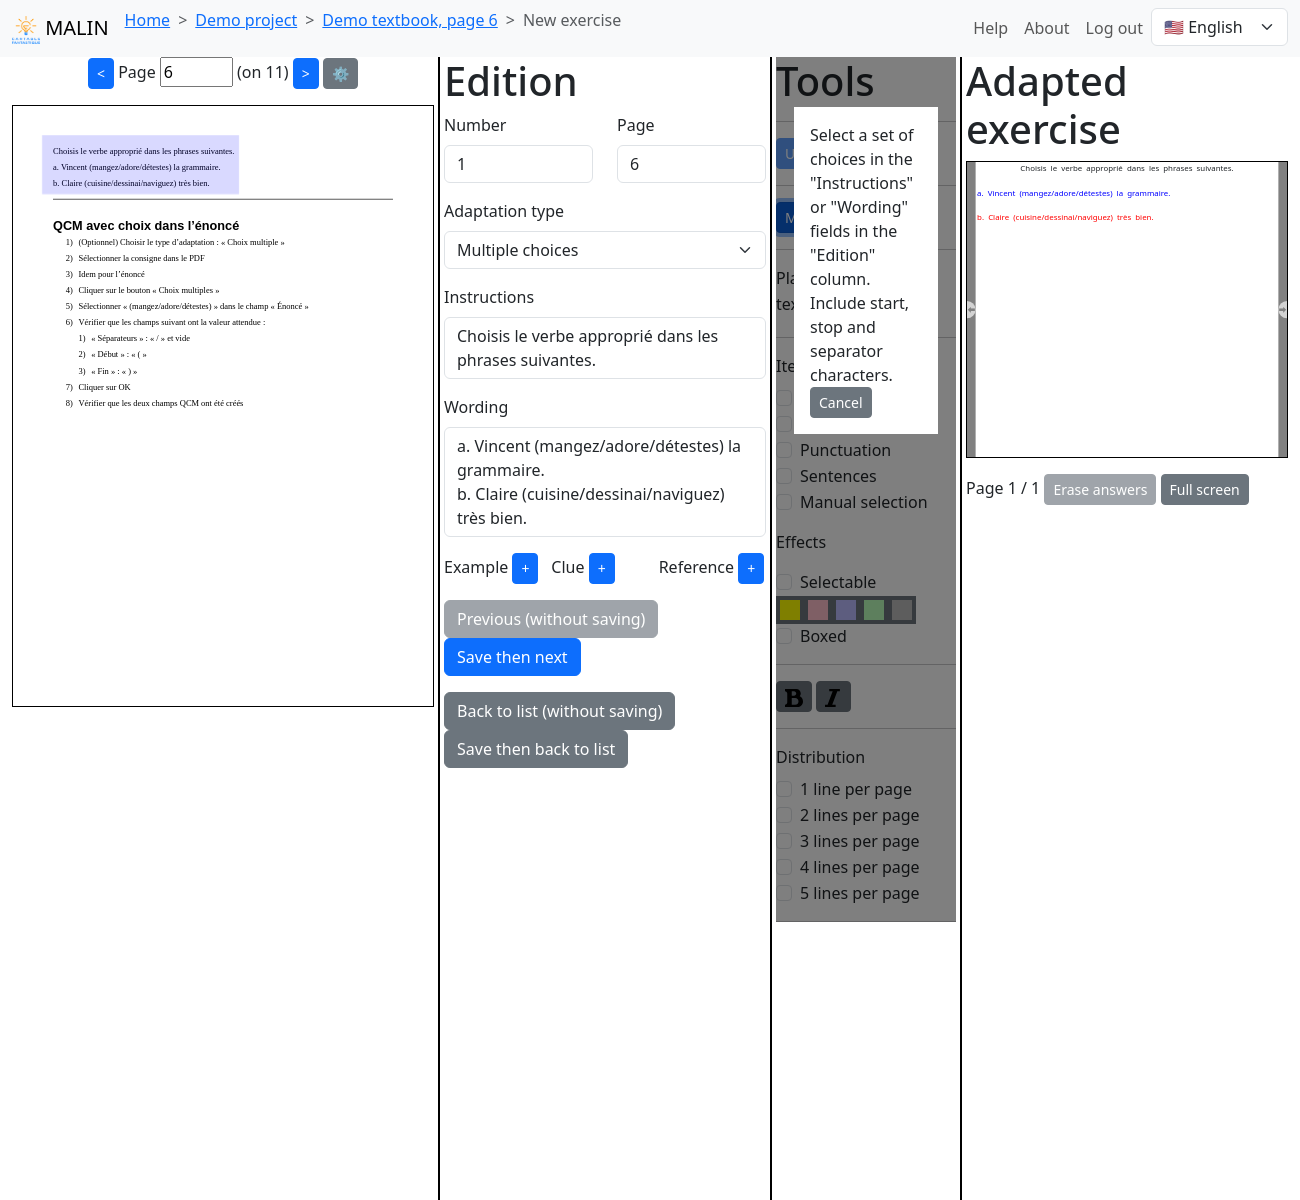 MALIN Home > Demo project > Demo textbook, page 6 > New exercise Help About Log out 🇺🇸 English
< Page 6 (on 11) > ⚙️
Choisis le verbe approprié dans les phrases suivantes.
a. Vincent (mangez/adore/détestes) la grammaire.
b. Claire (cuisine/dessinai/naviguez) très bien.
QCM avec choix dans l’énoncé
1) (Optionnel) Choisir le type d’adaptation : « Choix multiple »
2) Sélectionner la consigne dans le PDF
3) Idem pour l’énoncé
4) Cliquer sur le bouton « Choix multiples »
5) Sélectionner « (mangez/adore/détestes) » dans le champ « Énoncé »
6) Vérifier que les champs suivant ont la valeur attendue :
1) « Séparateurs » : « / » et vide
2) « Début » : « ( »
3) « Fin » : « ) »
7) Cliquer sur OK
8) Vérifier que les deux champs QCM ont été créés
Edition
Number Page
1 6
Adaptation type
Multiple choices
Instructions
Choisis le verbe approprié dans les
phrases suivantes.
Wording
a. Vincent (mangez/adore/détestes) la
grammaire.
b. Claire (cuisine/dessinai/naviguez)
très bien.
Example + Clue + Reference +
Previous (without saving)
Save then next
Back to list (without saving)
Save then back to list
Tools
Select a set of
choices in the
"Instructions"
or "Wording"
fields in the
"Edition"
column.
Include start,
stop and
separator
characters.
Cancel
Punctuation
Sentences
Manual selection
Effects
Selectable
Boxed
B I
Distribution
1 line per page
2 lines per page
3 lines per page
4 lines per page
5 lines per page
Adapted
exercise
Choisis le verbe approprié dans les phrases suivantes.
a. Vincent (mangez/adore/détestes) la grammaire.
b. Claire (cuisine/dessinai/naviguez) très bien.
Page 1 / 1 Erase answers Full screen